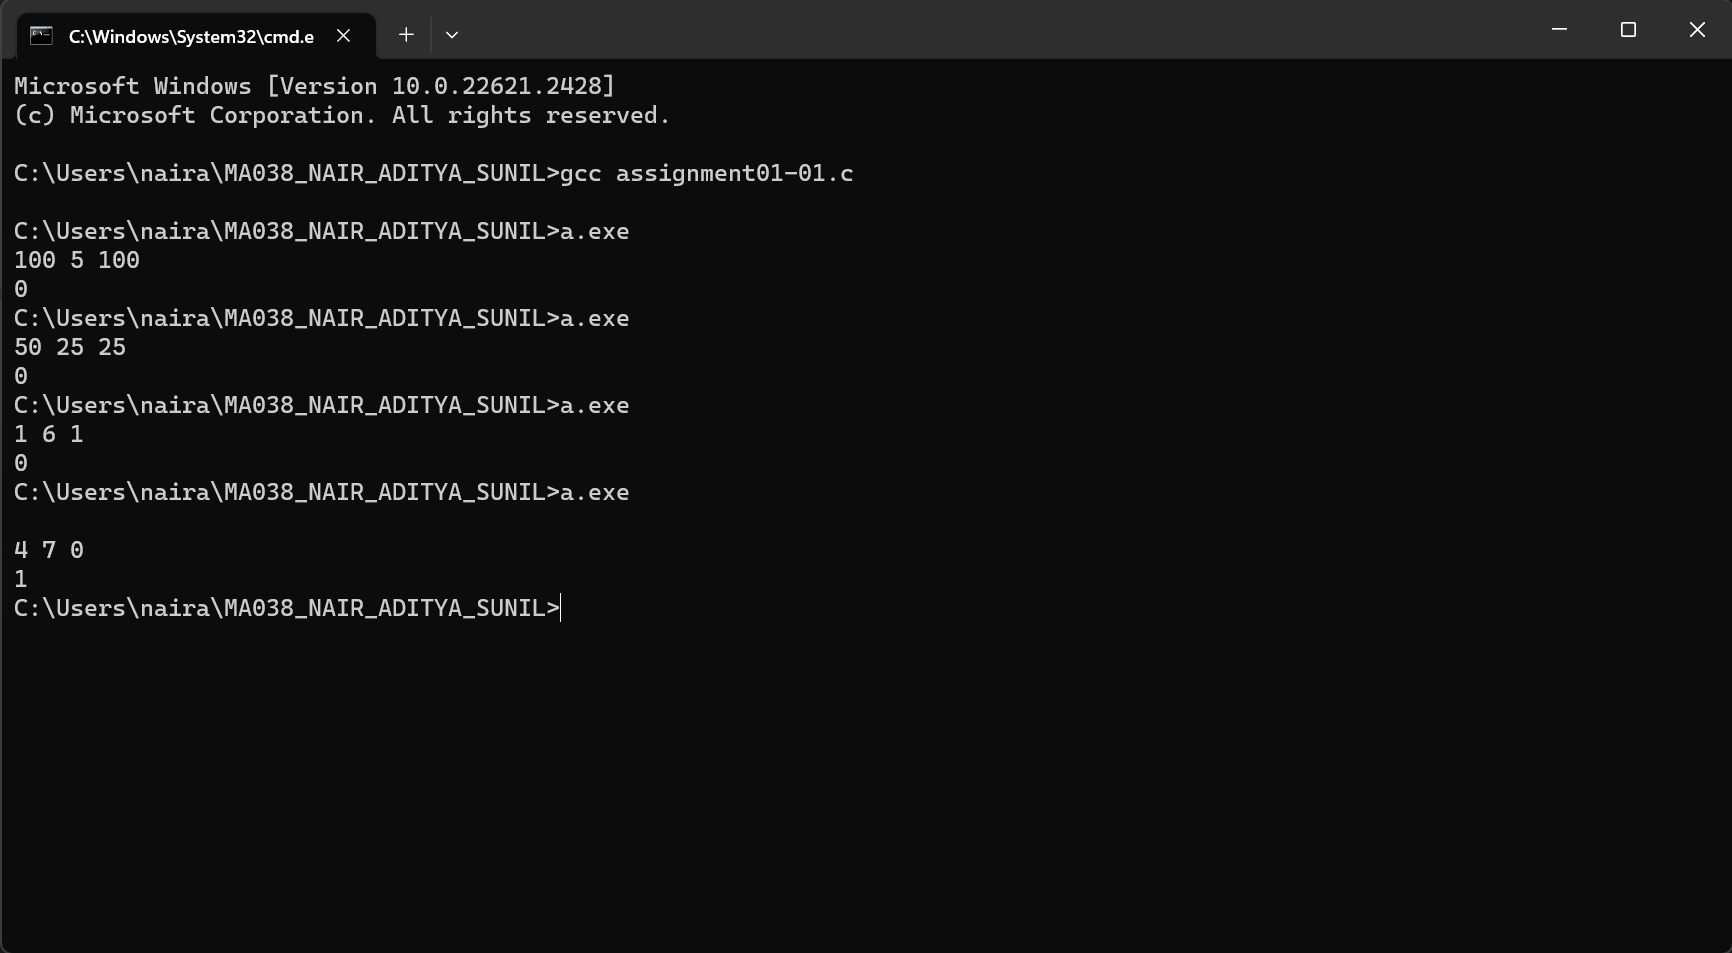 C:\Windows\System32\cmd.e
Microsoft Windows [Version 10.0.22621.2428]
(c) Microsoft Corporation. All rights reserved.
C:\Users\naira\MA038_NAIR_ADITYA_SUNIL>gcc assignment01-01.c
C:\Users\naira\MA038_NAIR_ADITYA_SUNIL>a.exe
100 5 100
0
C:\Users\naira\MA038_NAIR_ADITYA_SUNIL>a.exe
50 25 25
0
C:\Users\naira\MA038_NAIR_ADITYA_SUNIL>a.exe
1 6 1
0
C:\Users\naira\MA038_NAIR_ADITYA_SUNIL>a.exe
4 7 0
1
C:\Users\naira\MA038_NAIR_ADITYA_SUNIL>